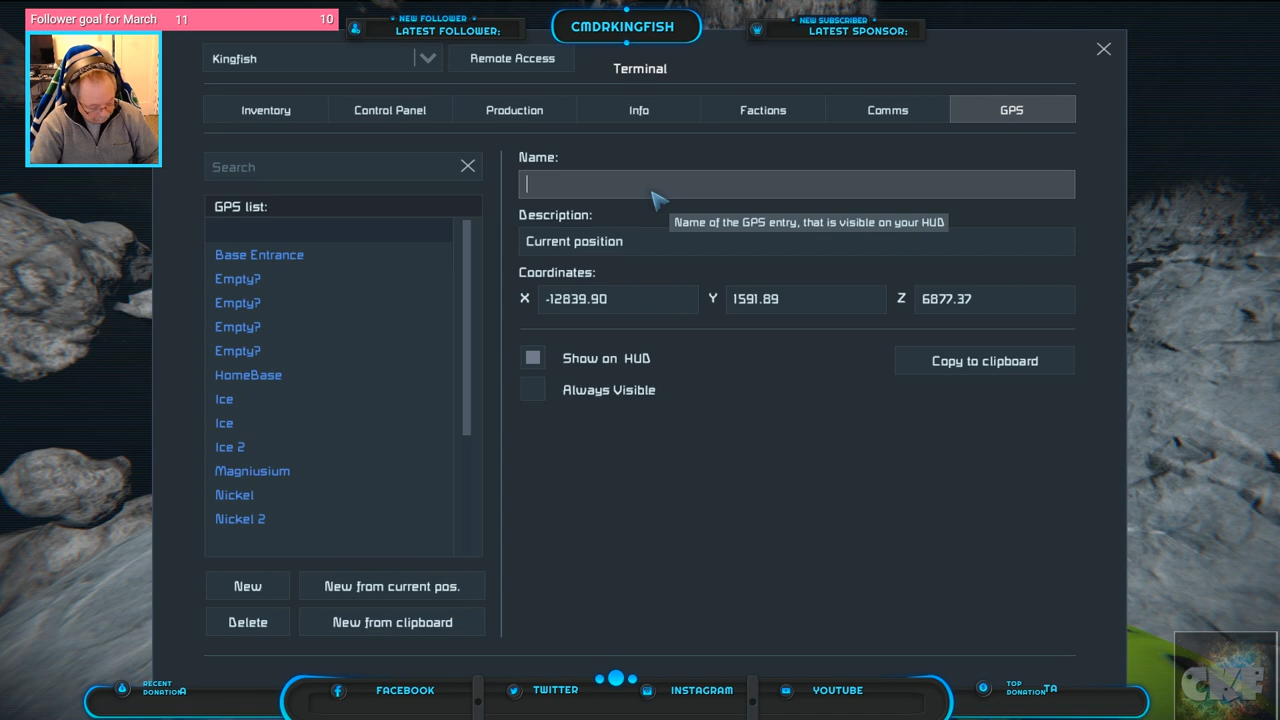 Follower goal for March 11 10
NEW FOLLOWER
LATEST FOLLOWER:
CMDRKINGFISH
NEW SUBSCRIBER
LATEST SPONSOR:
Kingfish
Remote Access
Terminal
Inventory
Control Panel
Production
Info
Factions
Comms
GPS
Search
GPS list:
Base Entrance
Empty?
Empty?
Empty?
Empty?
HomeBase
Ice
Ice
Ice 2
Magniusium
Nickel
Nickel 2
New
New from current pos.
Delete
New from clipboard
Name:
Name of the GPS entry, that is visible on your HUD
Description:
Current position
Coordinates:
X -12839.90 Y 1591.89 Z 6877.37
Show on HUD
Copy to clipboard
Always Visible
RECENT
DONATION
A
FACEBOOK
TWITTER
INSTAGRAM
YOUTUBE
TOP
DONATION
TA
CKF